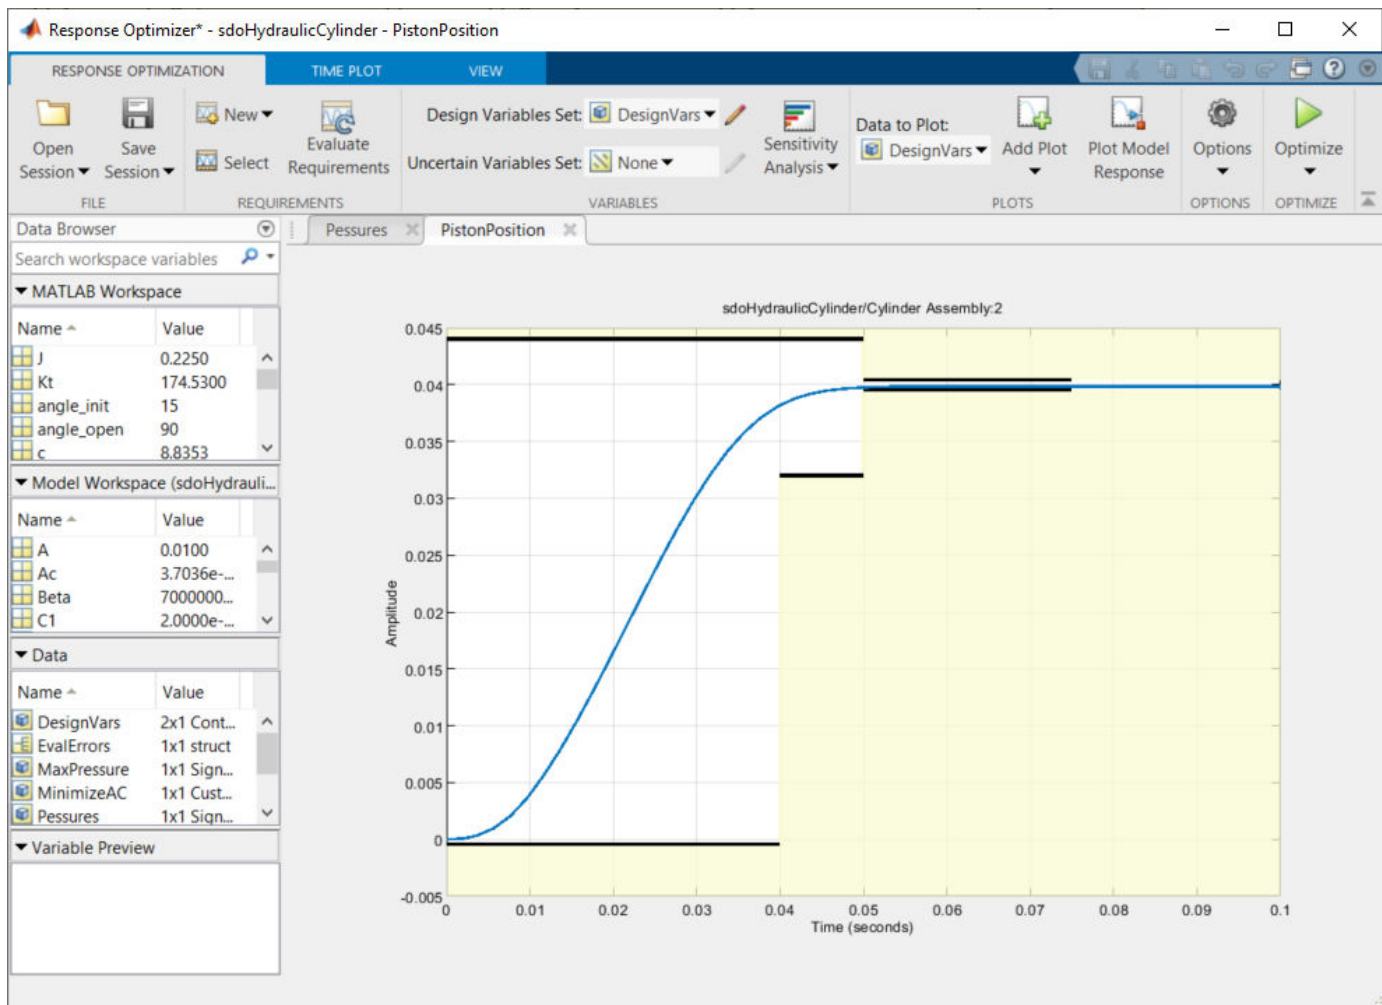 Response Optimizer* - sdoHydraulicCylinder - PistonPosition
RESPONSE OPTIMIZATION TIME PLOT VIEW
Open Session
Save Session
New
Select
Evaluate Requirements
Design Variables Set: DesignVars
Uncertain Variables Set: None
Sensitivity Analysis
Data to Plot:
DesignVars
Add Plot
Plot Model Response
Options
Optimize
FILE REQUIREMENTS VARIABLES PLOTS OPTIONS OPTIMIZE
Data Browser
Search workspace variables
MATLAB Workspace
Name Value
J 0.2250
Kt 174.5300
angle_init 15
angle_open 90
c 8.8353
Model Workspace (sdoHydrauli...
Name Value
A 0.0100
Ac 3.7036e-...
Beta 7000000...
C1 2.0000e-...
Data
Name Value
DesignVars 2x1 Cont...
EvalErrors 1x1 struct
MaxPressure 1x1 Sign...
MinimizeAC 1x1 Cust...
Pessures 1x1 Sign...
Variable Preview
Pessures PistonPosition
sdoHydraulicCylinder/Cylinder Assembly:2
0.045
0.04
0.035
0.03
0.025
0.02
0.015
0.01
0.005
0
-0.005
Amplitude
0 0.01 0.02 0.03 0.04 0.05 0.06 0.07 0.08 0.09 0.1
Time (seconds)